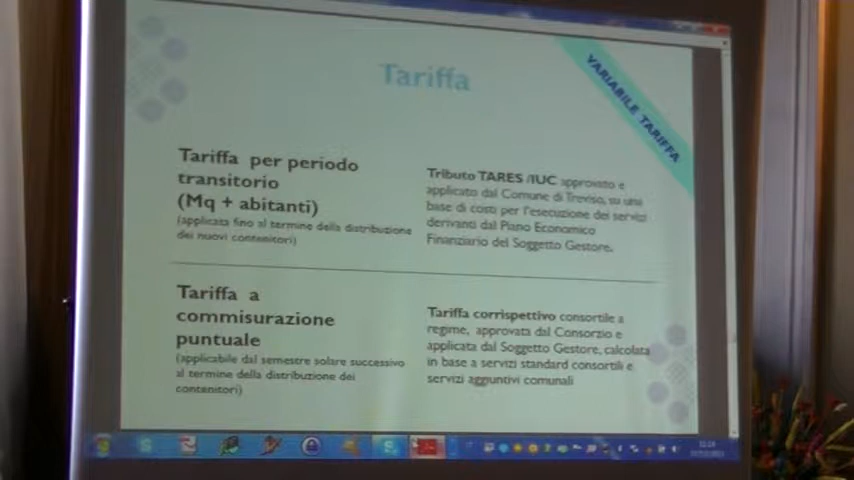 Tariffa
VARIABILE TARIFFA
Tariffa per periodo
transitorio
(Mq + abitanti)
(applicata fino al termine della distribuzione
dei nuovi contenitori)
Tributo TARES /IUC approvato e
applicato dal Comune di Treviso, su una
base di costi per l'esecuzione dei servizi
derivanti dal Piano Economico
Finanziario del Soggetto Gestore.
Tariffa a
commisurazione
puntuale
(applicabile dal semestre solare successivo
al termine della distribuzione dei
contenitori)
Tariffa corrispettivo consortile a
regime, approvata dal Consorzio e
applicata dal Soggetto Gestore, calcolata
in base a servizi standard consortili e
servizi aggiuntivi comunali